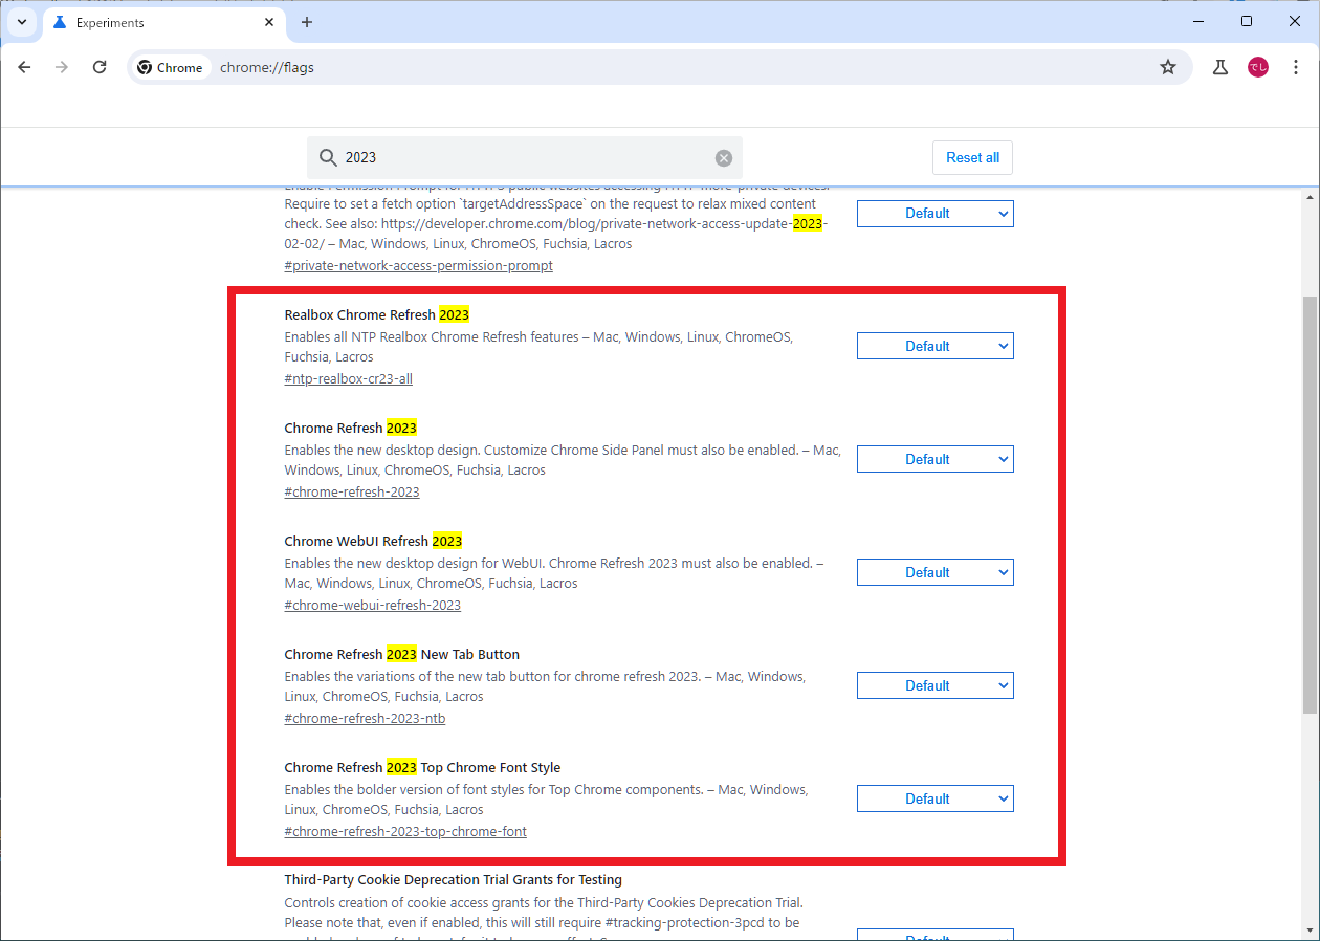 Experiments
Chrome
chrome://flags
でし
2023
Reset all
Enable Permission Prompt for
public websites accessing
Require to set a fetch option `targetAddressSpace` on the request to relax mixed content
check. See also: https://developer.chrome.com/blog/private-network-access-update-2023-
02-02/ – Mac, Windows, Linux, ChromeOS, Fuchsia, Lacros
#private-network-access-permission-prompt
Default
Realbox Chrome Refresh 2023
Enables all NTP Realbox Chrome Refresh features – Mac, Windows, Linux, ChromeOS,
Fuchsia, Lacros
#ntp-realbox-cr23-all
Default
Chrome Refresh 2023
Enables the new desktop design. Customize Chrome Side Panel must also be enabled. – Mac,
Windows, Linux, ChromeOS, Fuchsia, Lacros
#chrome-refresh-2023
Default
Chrome WebUI Refresh 2023
Enables the new desktop design for WebUI. Chrome Refresh 2023 must also be enabled. –
Mac, Windows, Linux, ChromeOS, Fuchsia, Lacros
#chrome-webui-refresh-2023
Default
Chrome Refresh 2023 New Tab Button
Enables the variations of the new tab button for chrome refresh 2023. – Mac, Windows,
Linux, ChromeOS, Fuchsia, Lacros
#chrome-refresh-2023-ntb
Default
Chrome Refresh 2023 Top Chrome Font Style
Enables the bolder version of font styles for Top Chrome components. – Mac, Windows,
Linux, ChromeOS, Fuchsia, Lacros
#chrome-refresh-2023-top-chrome-font
Default
Third-Party Cookie Deprecation Trial Grants for Testing
Controls creation of cookie access grants for the Third-Party Cookies Deprecation Trial.
Please note that, even if enabled, this will still require #tracking-protection-3pcd to be
Default